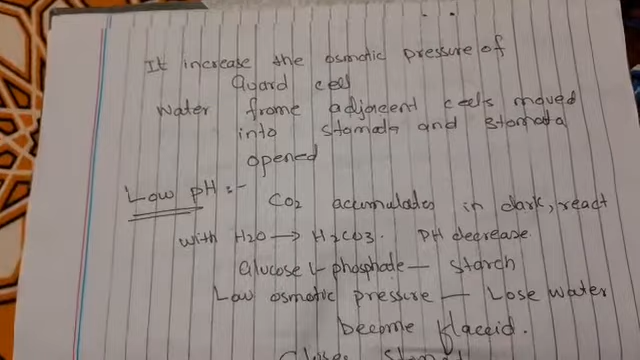 It increase the osmotic pressure of
Guard cell
Water frome adjacent cells moved
into stomata and stomata
opened
Low pH :-
CO2 accumulates in dark, react
with H2O → H2CO3. PH decrease
Glucose 1-phosphate — Starch
Low osmotic pressure — Lose water
become flaccid.